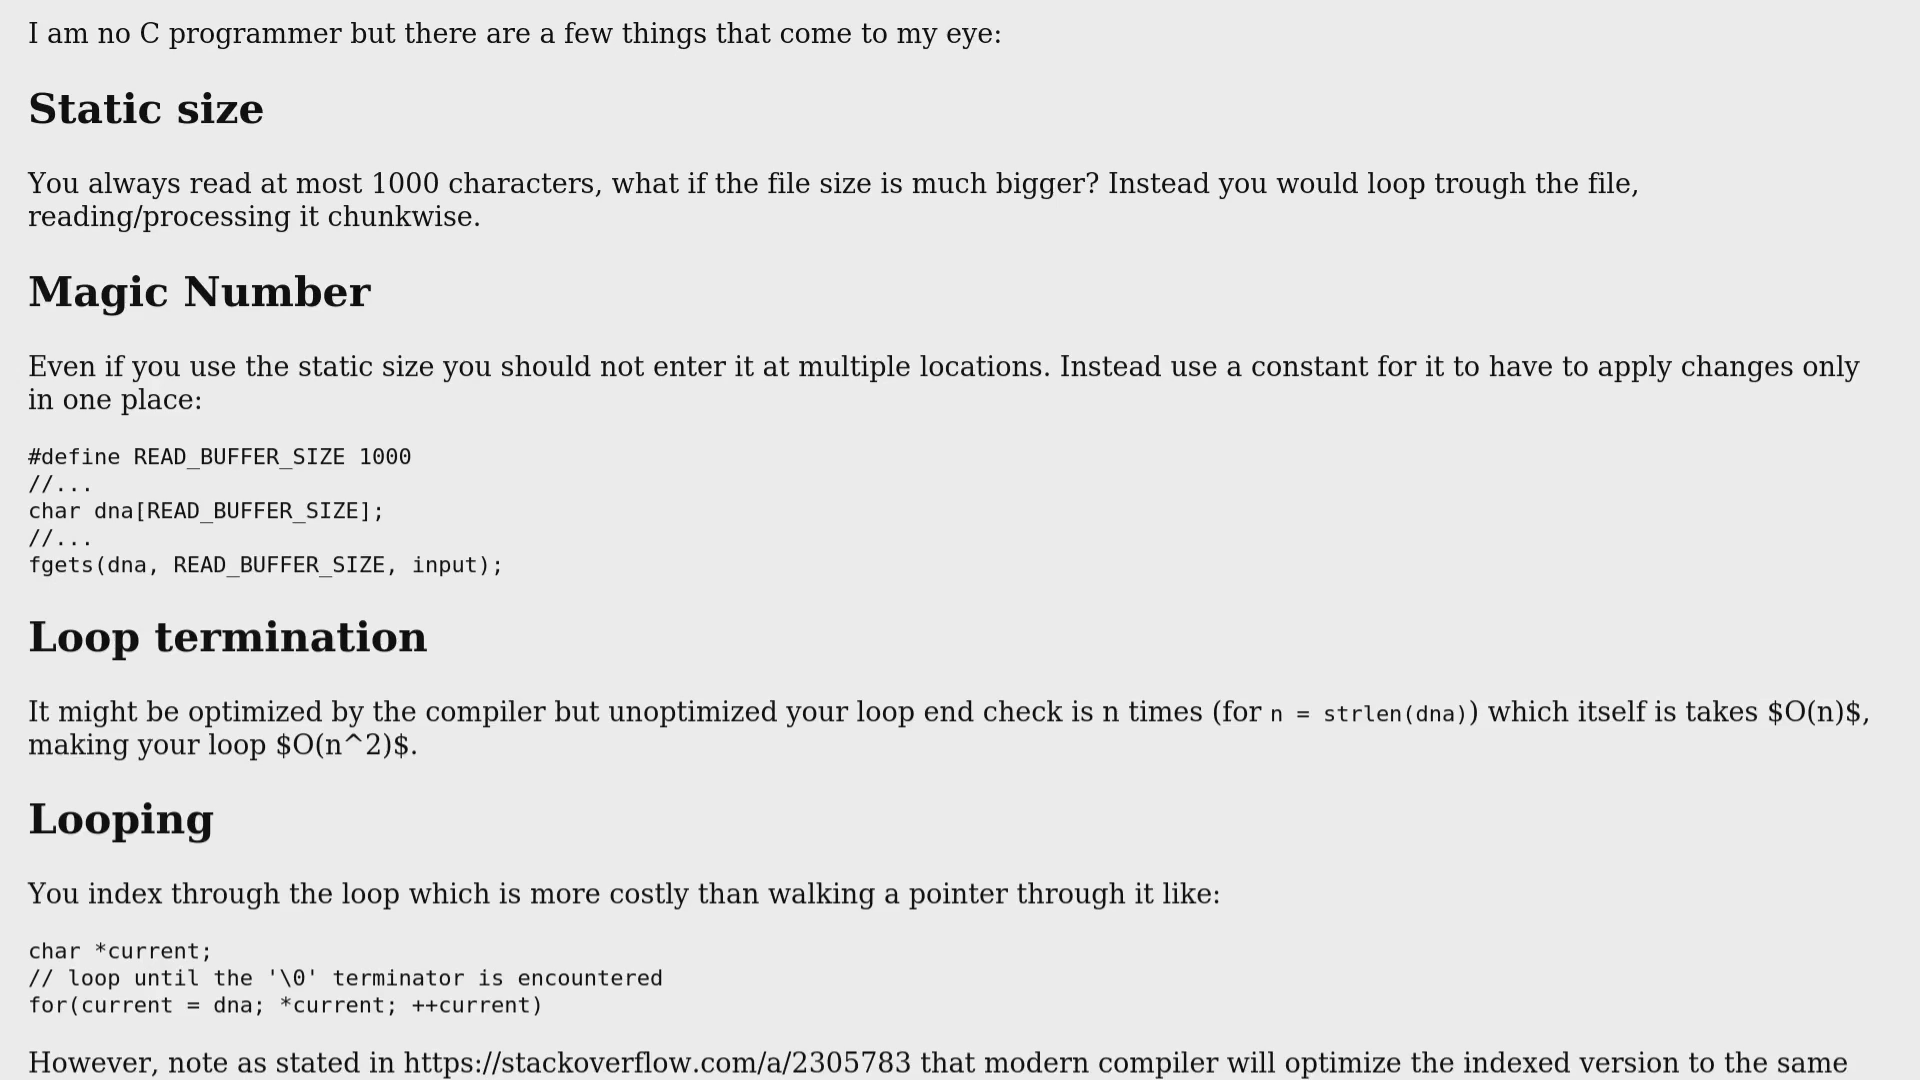 I am no C programmer but there are a few things that come to my eye:
Static size
You always read at most 1000 characters, what if the file size is much bigger? Instead you would loop trough the file,
reading/processing it chunkwise.
Magic Number
Even if you use the static size you should not enter it at multiple locations. Instead use a constant for it to have to apply changes only
in one place:
#define READ_BUFFER_SIZE 1000
//...
char dna[READ_BUFFER_SIZE];
//...
fgets(dna, READ_BUFFER_SIZE, input);
Loop termination
It might be optimized by the compiler but unoptimized your loop end check is n times (for n = strlen(dna)) which itself is takes $O(n)$,
making your loop $O(n^2)$.
Looping
You index through the loop which is more costly than walking a pointer through it like:
char *current;
// loop until the '\0' terminator is encountered
for(current = dna; *current; ++current)
However, note as stated in https://stackoverflow.com/a/2305783 that modern compiler will optimize the indexed version to the same